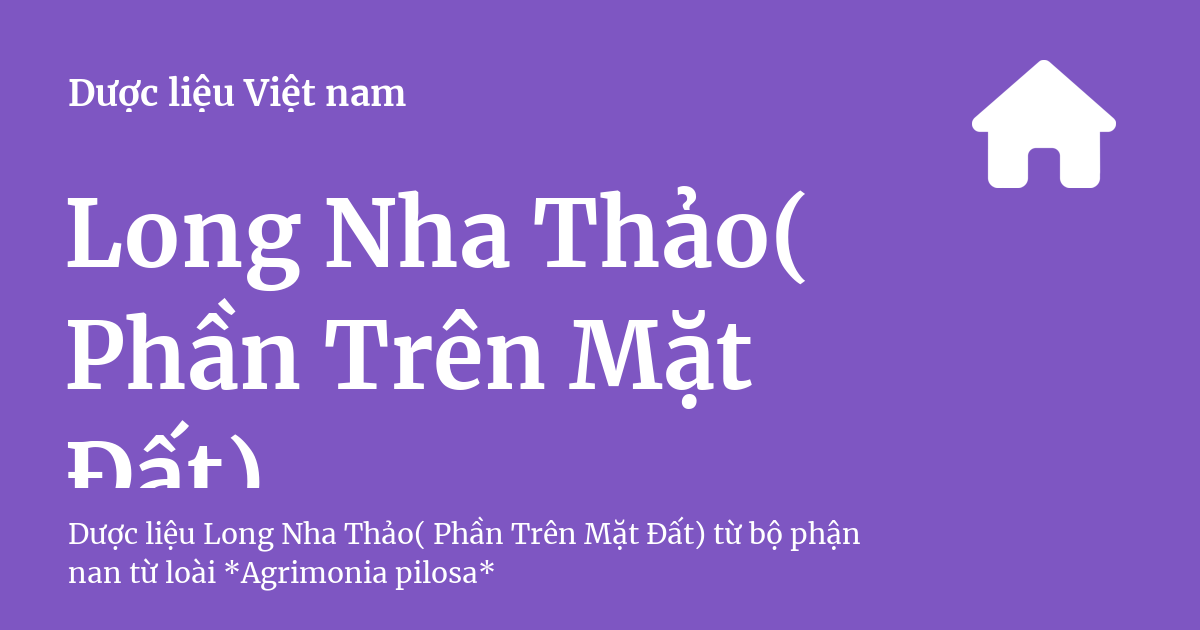 Dược liệu Việt nam
Long Nha Thảo(
Phần Trên Mặt
Đất)
Dược liệu Long Nha Thảo( Phần Trên Mặt Đất) từ bộ phận
nan từ loài *Agrimonia pilosa*